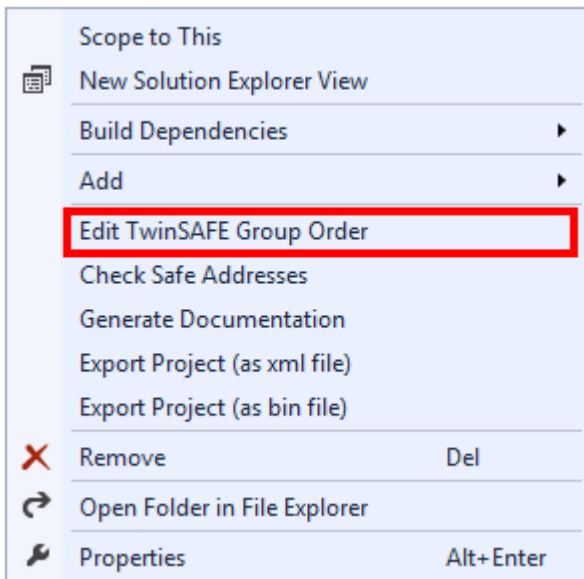 Scope to This
New Solution Explorer View
Build Dependencies
Add
Edit TwinSAFE Group Order
Check Safe Addresses
Generate Documentation
Export Project (as xml file)
Export Project (as bin file)
Remove Del
Open Folder in File Explorer
Properties Alt+Enter